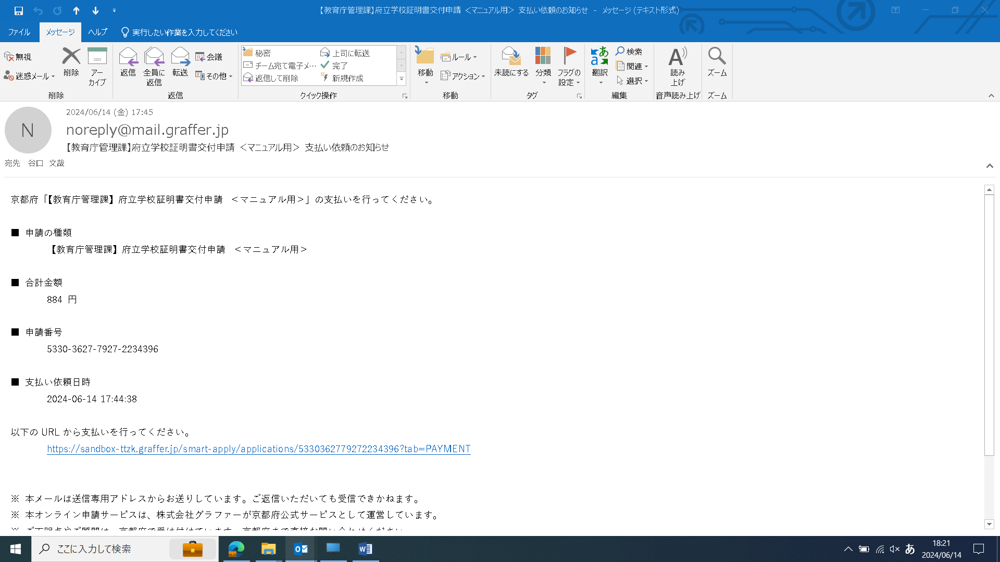 【教育庁管理課】府立学校証明書交付申請 ＜マニュアル用＞ 支払い依頼のお知らせ - メッセージ (テキスト形式)
ファイル メッセージ ヘルプ 実行したい作業を入力してください
無視
迷惑メール
削除
アーカイブ
削除
返信
全員に返信
転送
会議
その他
返信
秘密
チーム宛て電子メ…
返信して削除
上司に転送
完了
新規作成
クイック操作
移動
ルール
アクション
移動
未読にする
分類
フラグの設定
タグ
翻訳
検索
関連
選択
編集
読み上げ
音声読み上げ
ズーム
ズーム
N
2024/06/14 (金) 17:45
noreply@mail.graffer.jp
【教育庁管理課】府立学校証明書交付申請 ＜マニュアル用＞ 支払い依頼のお知らせ
宛先 谷口 文哉
京都府「【教育庁管理課】府立学校証明書交付申請 ＜マニュアル用＞」の支払いを行ってください。
■ 申請の種類
【教育庁管理課】府立学校証明書交付申請 ＜マニュアル用＞
■ 合計金額
884 円
■ 申請番号
5330-3627-7927-2234396
■ 支払い依頼日時
2024-06-14 17:44:38
以下の URL から支払いを行ってください。
https://sandbox-ttzk.graffer.jp/smart-apply/applications/5330362779272234396?tab=PAYMENT
※ 本メールは送信専用アドレスからお送りしています。ご返信いただいても受信できかねます。
※ 本オンライン申請サービスは、株式会社グラファーが京都府公式サービスとして運営しています。
ここに入力して検索
あ
18:21
2024/06/14